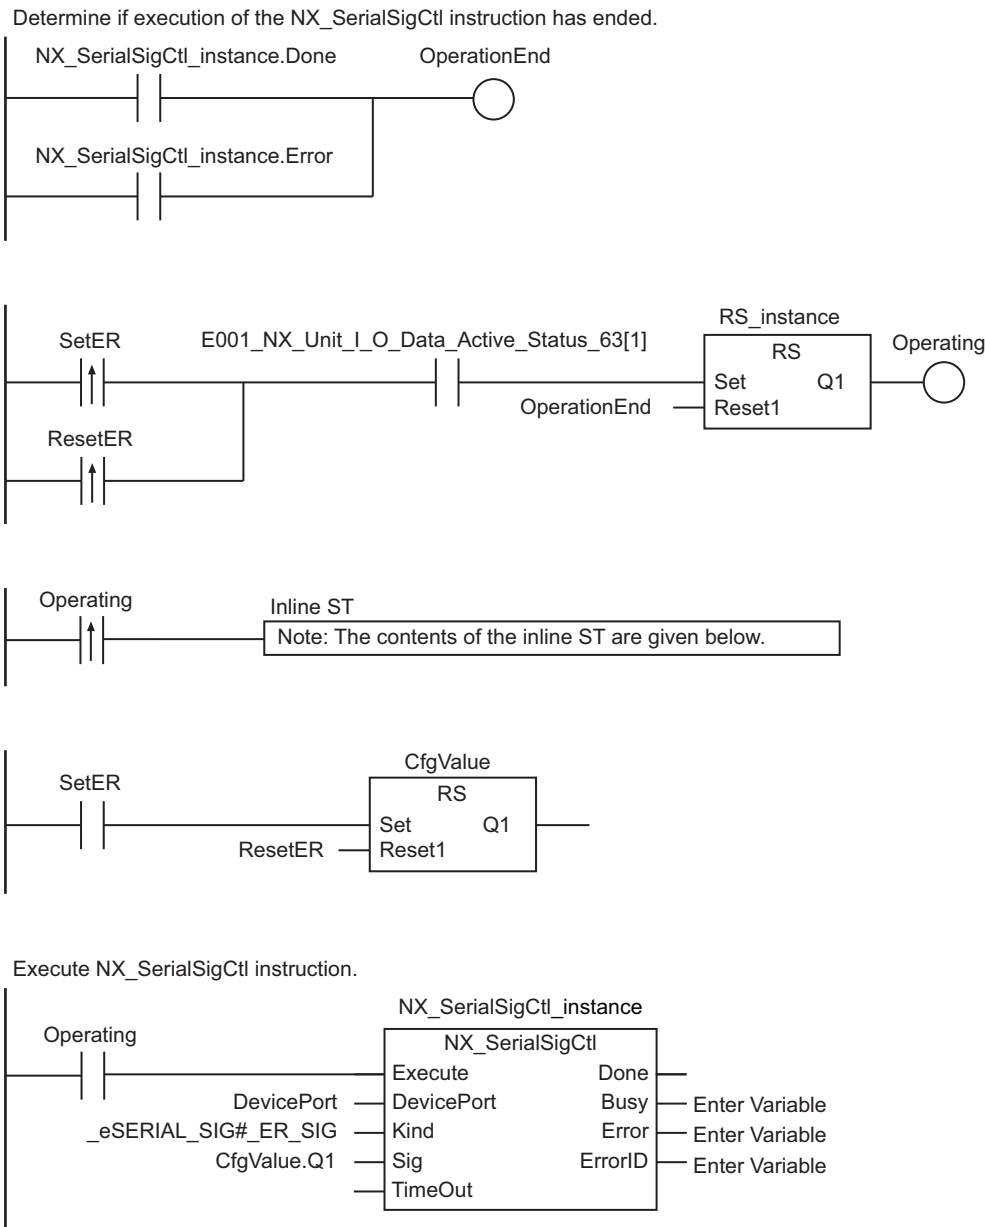 Determine if execution of the NX_SerialSigCtl instruction has ended.
NX_SerialSigCtl_instance.Done
OperationEnd
NX_SerialSigCtl_instance.Error
RS_instance
SetER
E001_NX_Unit_I_O_Data_Active_Status_63[1]
RS
Operating
Set
Q1
OperationEnd
Reset1
ResetER
Operating
Inline ST
Note: The contents of the inline ST are given below.
CfgValue
SetER
RS
Set
Q1
ResetER
Reset1
Execute NX_SerialSigCtl instruction.
NX_SerialSigCtl_instance
Operating
NX_SerialSigCtl
Execute
Done
DevicePort
DevicePort
Busy
Enter Variable
_eSERIAL_SIG#_ER_SIG
Kind
Error
Enter Variable
CfgValue.Q1
Sig
ErrorID
Enter Variable
TimeOut